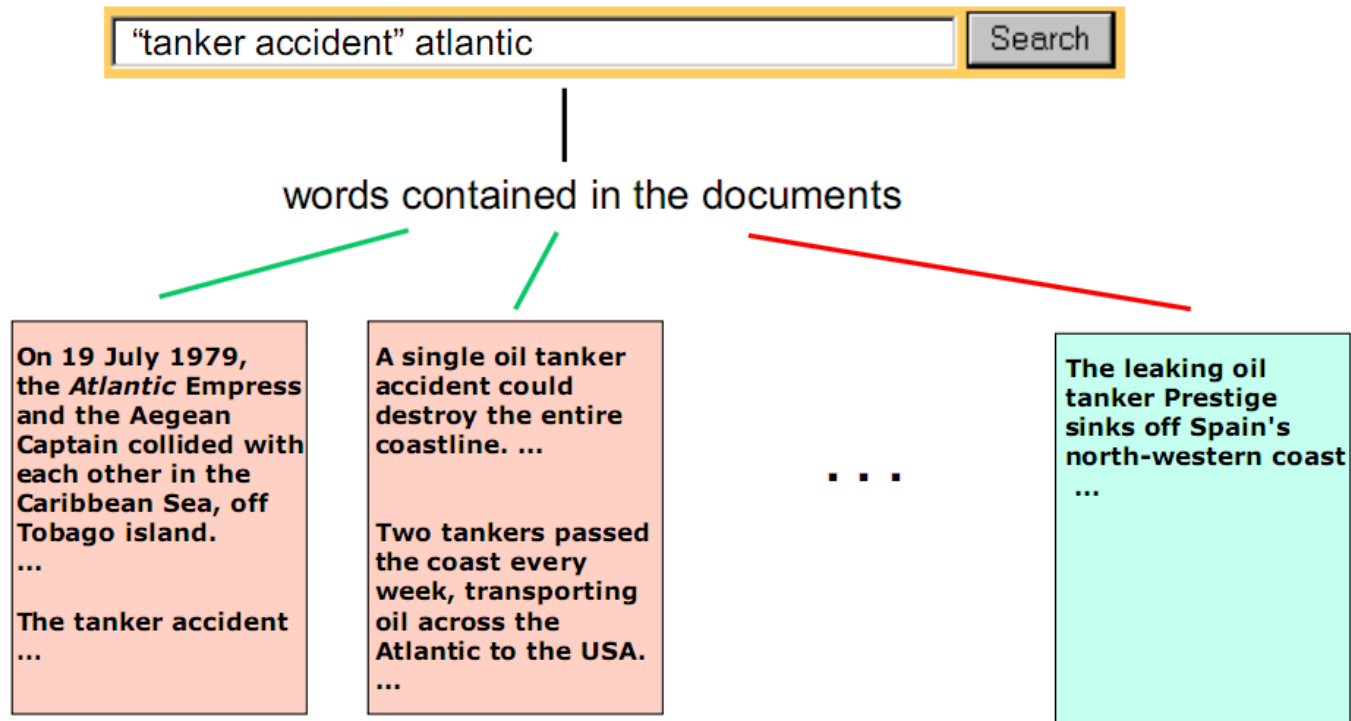 “tanker accident” atlantic
Search
words contained in the documents
On 19 July 1979,
the Atlantic Empress
and the Aegean
Captain collided with
each other in the
Caribbean Sea, off
Tobago island.
...
The tanker accident
...
A single oil tanker
accident could
destroy the entire
coastline. ...
Two tankers passed
the coast every
week, transporting
oil across the
Atlantic to the USA.
...
. . .
The leaking oil
tanker Prestige
sinks off Spain's
north-western coast
...